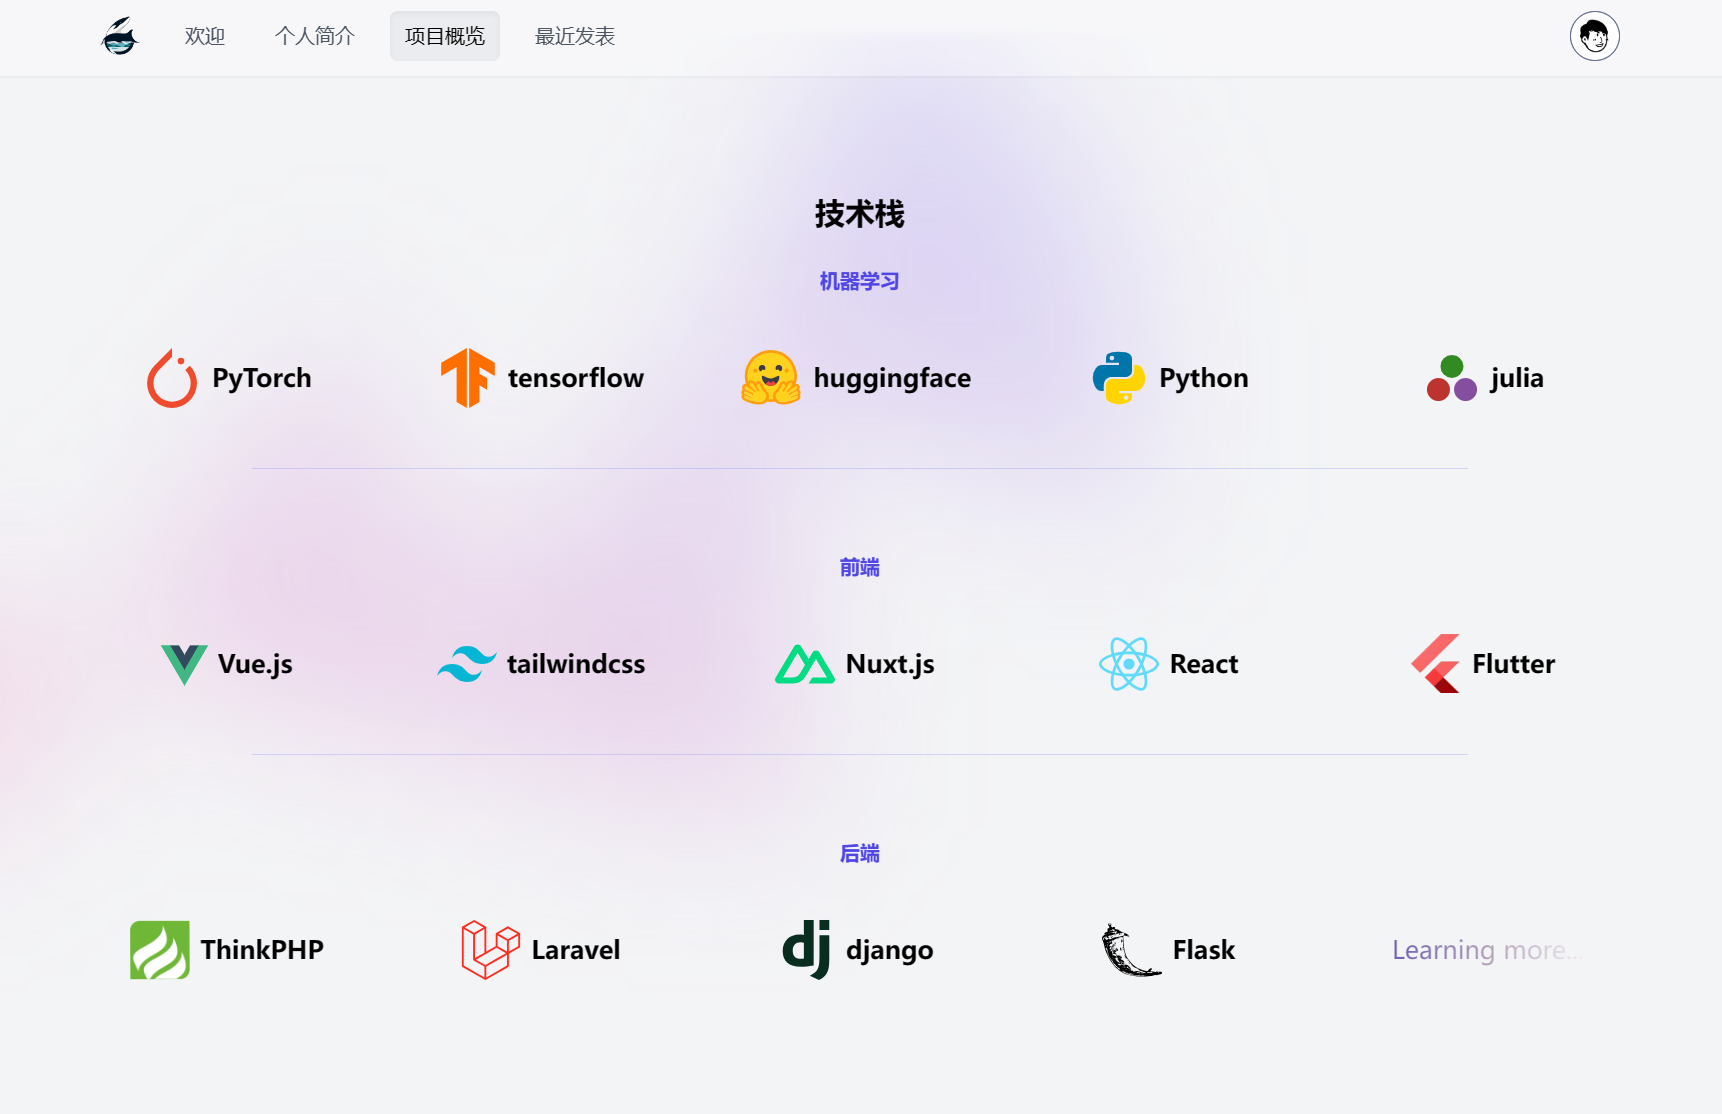 欢迎 个人简介 项目概览 最近发表
技术栈
机器学习
PyTorch tensorflow huggingface Python julia
前端
Vue.js tailwindcss Nuxt.js React Flutter
后端
ThinkPHP Laravel dj django Flask Learning more...